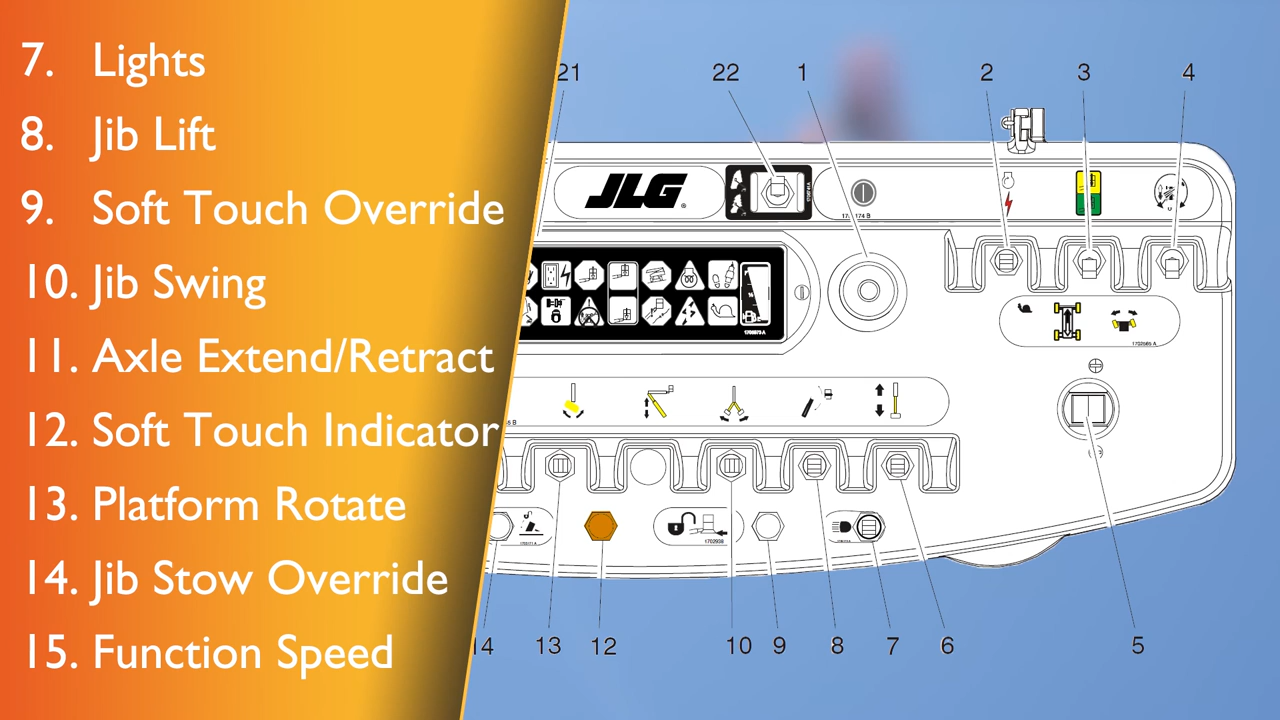 7. Lights
8. Jib Lift
9. Soft Touch Override
10. Jib Swing
11. Axle Extend/Retract
12. Soft Touch Indicator
13. Platform Rotate
14. Jib Stow Override
15. Function Speed
21 22 1 2 3 4
JLG
1702938
14 13 12 10 9 8 7 6 5